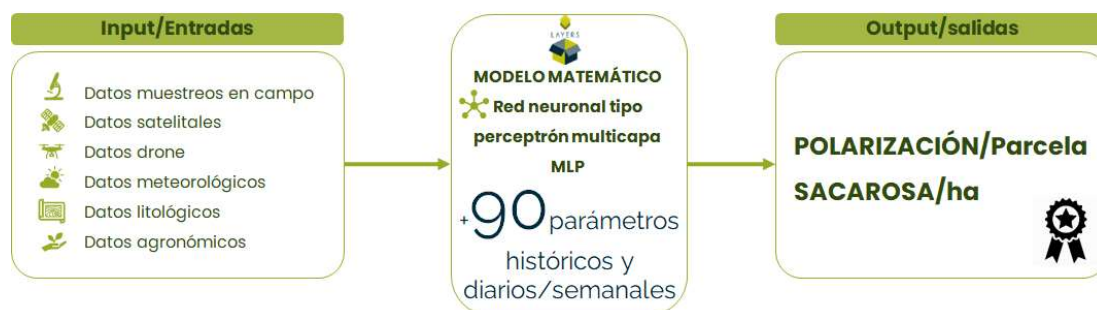 Input/Entradas
Datos muestreos en campo
Datos satelitales
Datos drone
Datos meteorológicos
Datos litológicos
Datos agronómicos
LAYERS
MODELO MATEMÁTICO
Red neuronal tipo
perceptrón multicapa
MLP
+90 parámetros
históricos y
diarios/semanales
Output/salidas
POLARIZACIÓN/Parcela
SACAROSA/ha